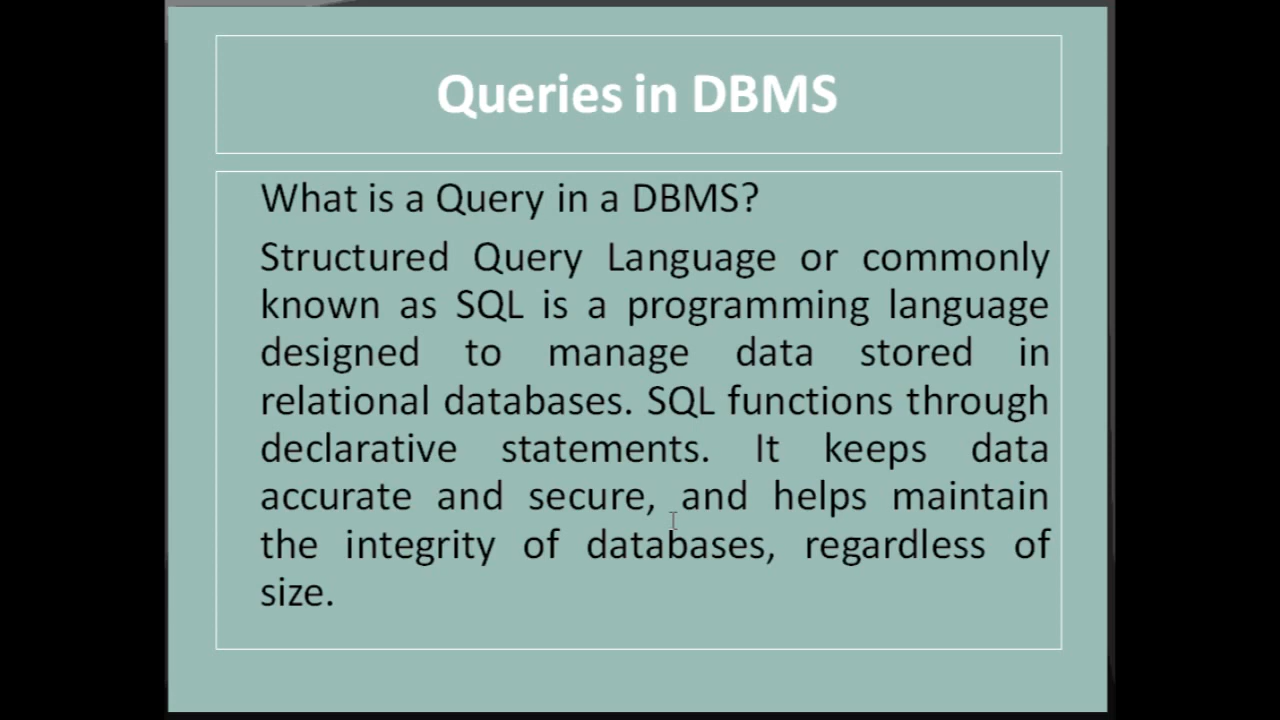 Queries in DBMS
What is a Query in a DBMS?
Structured Query Language or commonly
known as SQL is a programming language
designed to manage data stored in
relational databases. SQL functions through
declarative statements. It keeps data
accurate and secure, and helps maintain
the integrity of databases, regardless of
size.